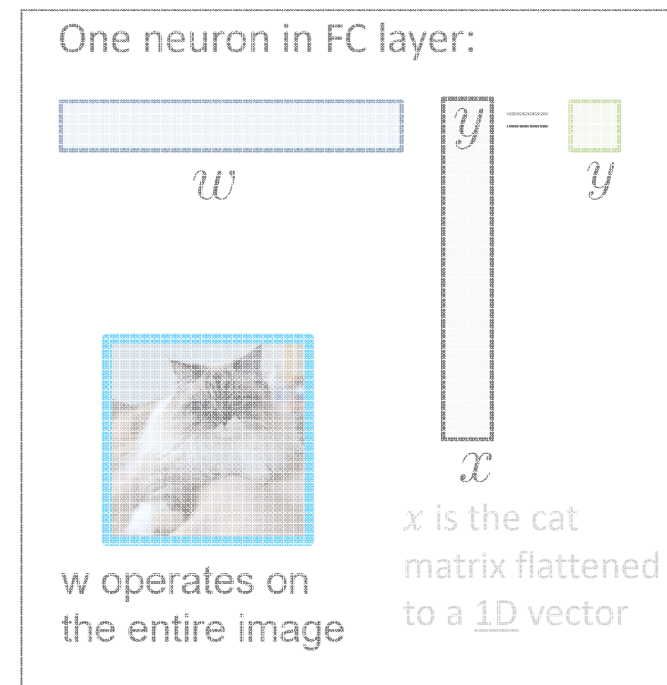 One neuron in FC layer:
y = 
w
y
x
x is the cat
matrix flattened
to a 1D vector
w operates on
the entire image